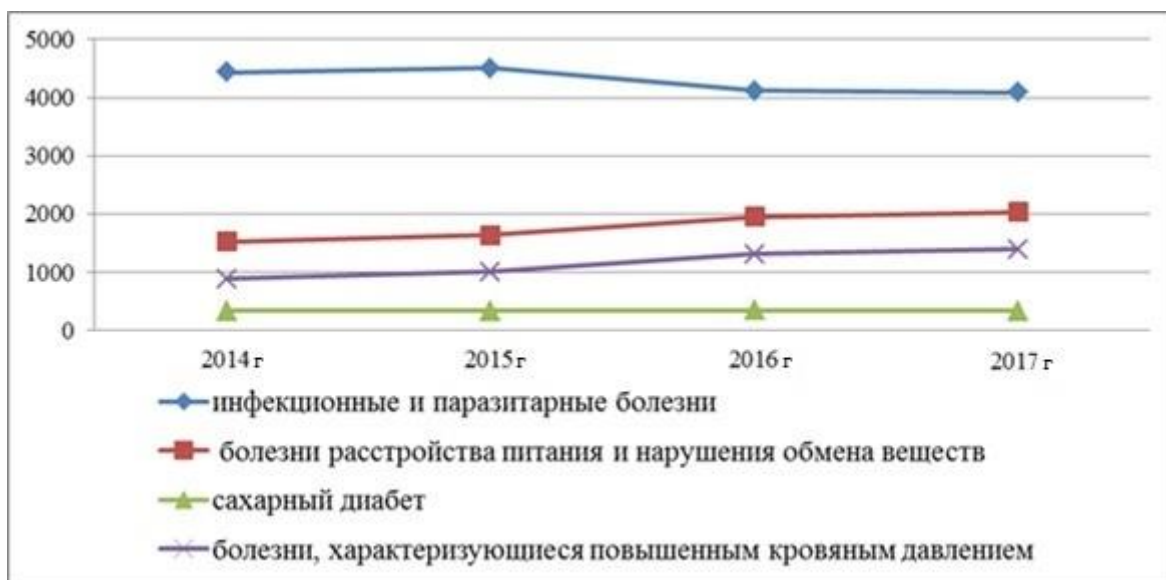 5000
4000
3000
2000
1000
0
2014 г 2015 г 2016 г 2017 г
инфекционные и паразитарные болезни
болезни расстройства питания и нарушения обмена веществ
сахарный диабет
болезни, характеризующиеся повышенным кровяным давлением